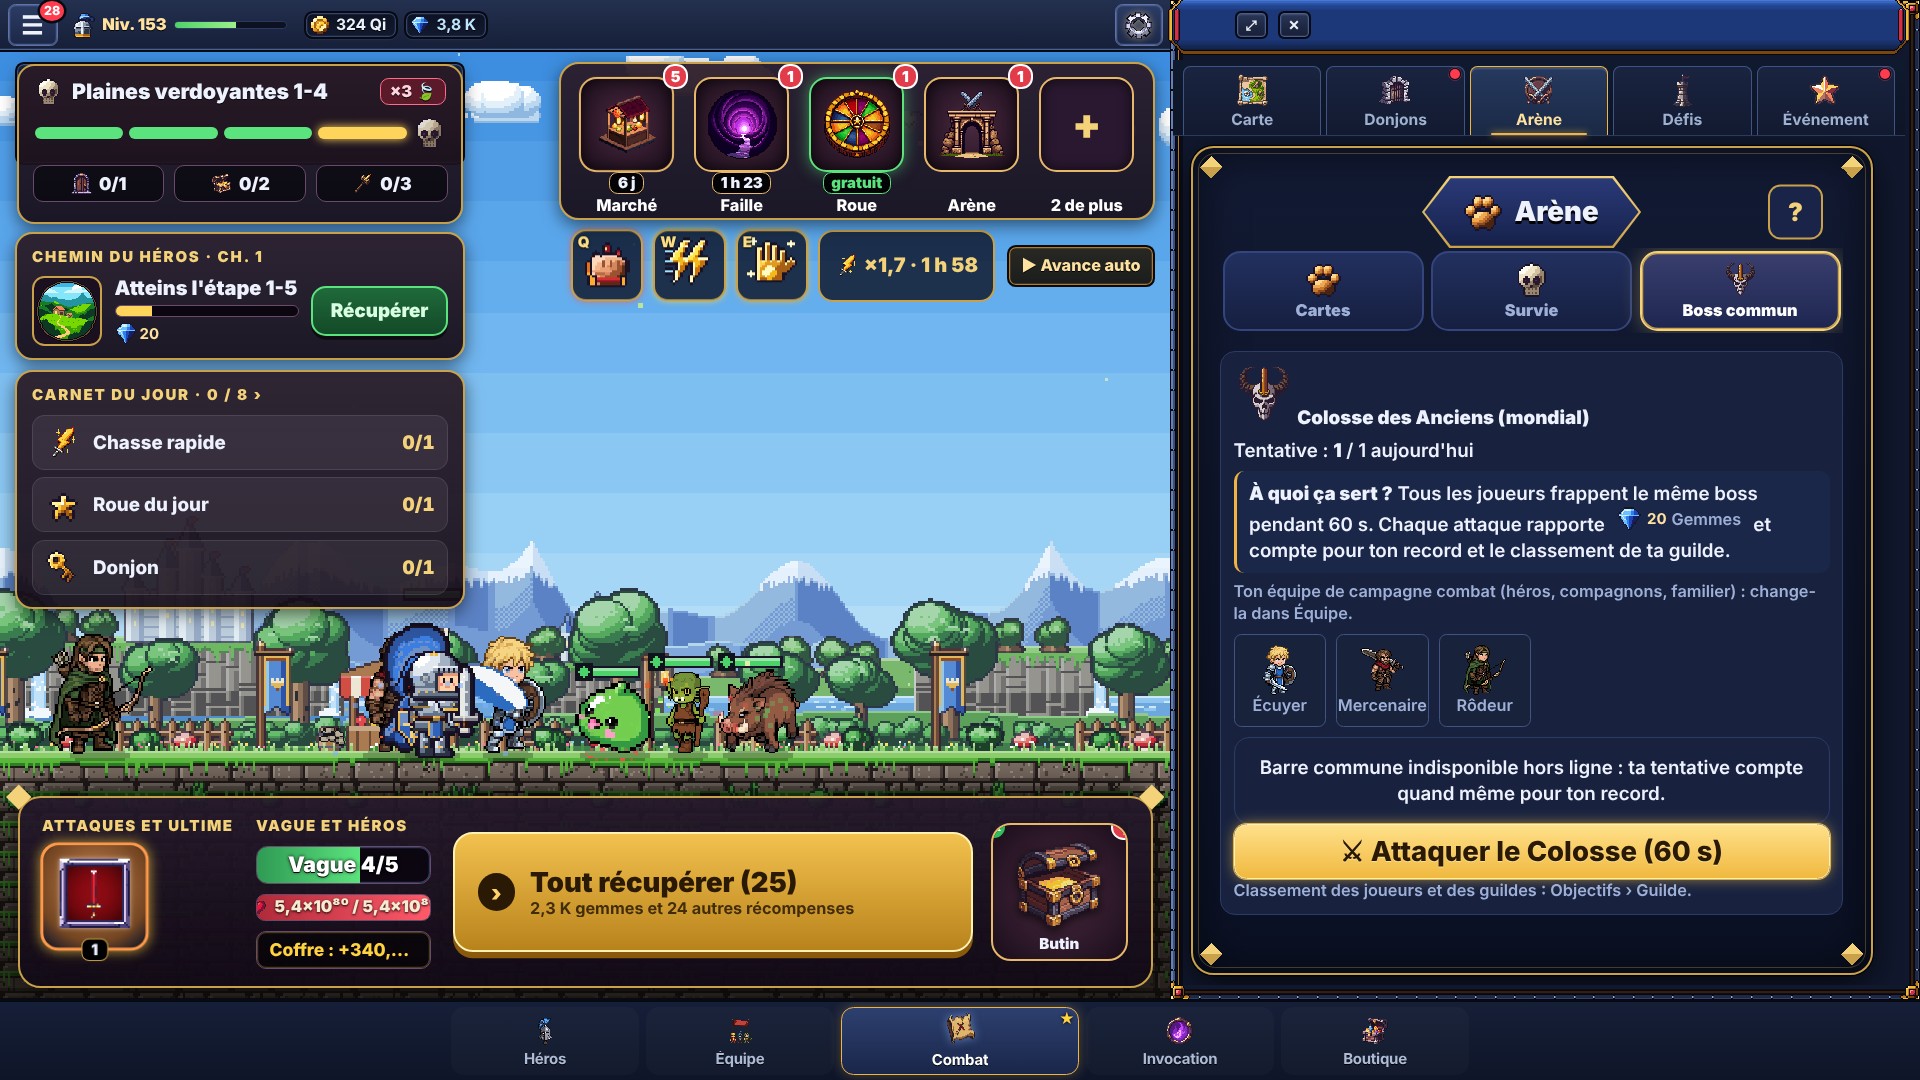 28
Niv. 153
324 Qi
3,8 K
Plaines verdoyantes 1-4
×3
0/1
0/2
0/3
CHEMIN DU HÉROS · CH. 1
Atteins l'étape 1-5
20
Récupérer
CARNET DU JOUR · 0 / 8 ›
Chasse rapide
0/1
Roue du jour
0/1
Donjon
0/1
5
6 j
Marché
1
1 h 23
Faille
1
gratuit
Roue
1
Arène
+
2 de plus
Q
W
E
×1,7 · 1 h 58
▶ Avance auto
ATTAQUES ET ULTIME
1
VAGUE ET HÉROS
Vague 4/5
5,4×10⁸⁰ / 5,4×10⁸
Coffre : +340,...
Tout récupérer (25)
2,3 K gemmes et 24 autres récompenses
Butin
Héros
Équipe
Combat
Invocation
Boutique
Carte
Donjons
Arène
Défis
Événement
Arène
?
Cartes
Survie
Boss commun
Colosse des Anciens (mondial)
Tentative : 1 / 1 aujourd'hui
À quoi ça sert ? Tous les joueurs frappent le même boss
pendant 60 s. Chaque attaque rapporte 20 Gemmes et
compte pour ton record et le classement de ta guilde.
Ton équipe de campagne combat (héros, compagnons, familier) : change-
la dans Équipe.
Écuyer
Mercenaire
Rôdeur
Barre commune indisponible hors ligne : ta tentative compte
quand même pour ton record.
⚔ Attaquer le Colosse (60 s)
Classement des joueurs et des guildes : Objectifs › Guilde.